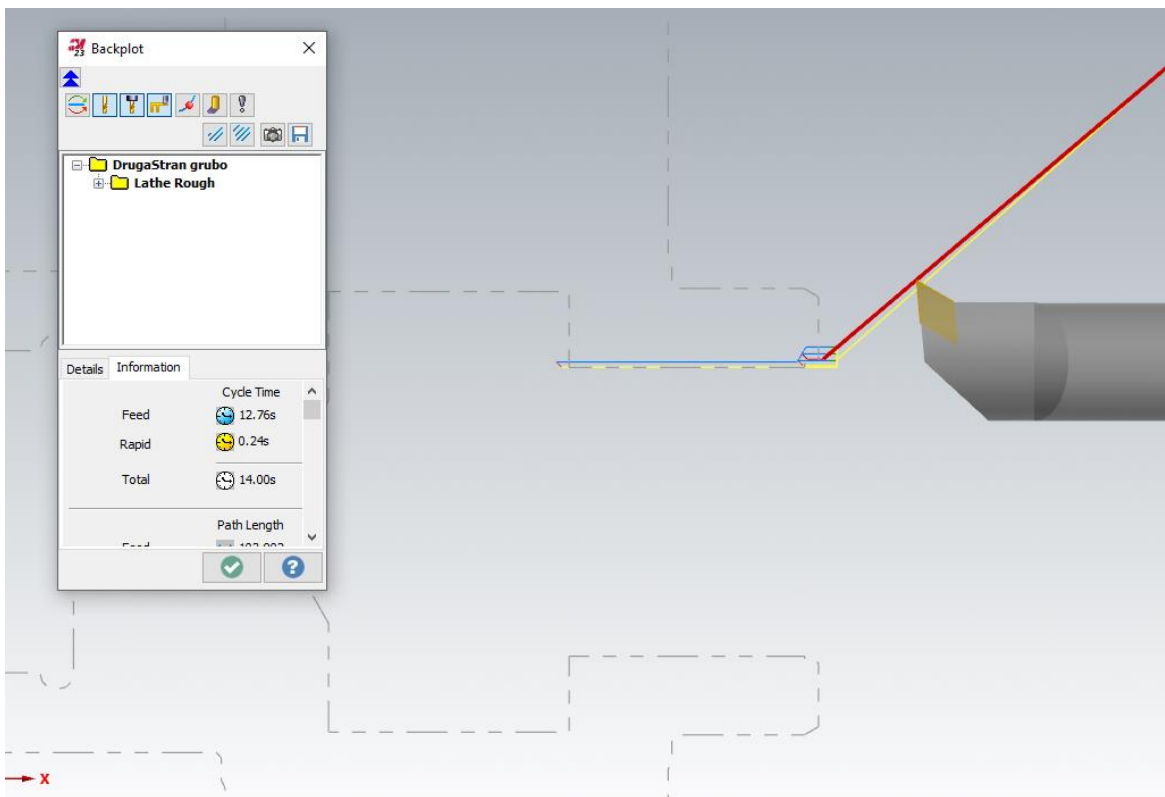 23 Backplot
DrugaStran grubo
Lathe Rough
Details Information
Cycle Time
Feed 12.76s
Rapid 0.24s
Total 14.00s
Path Length
X